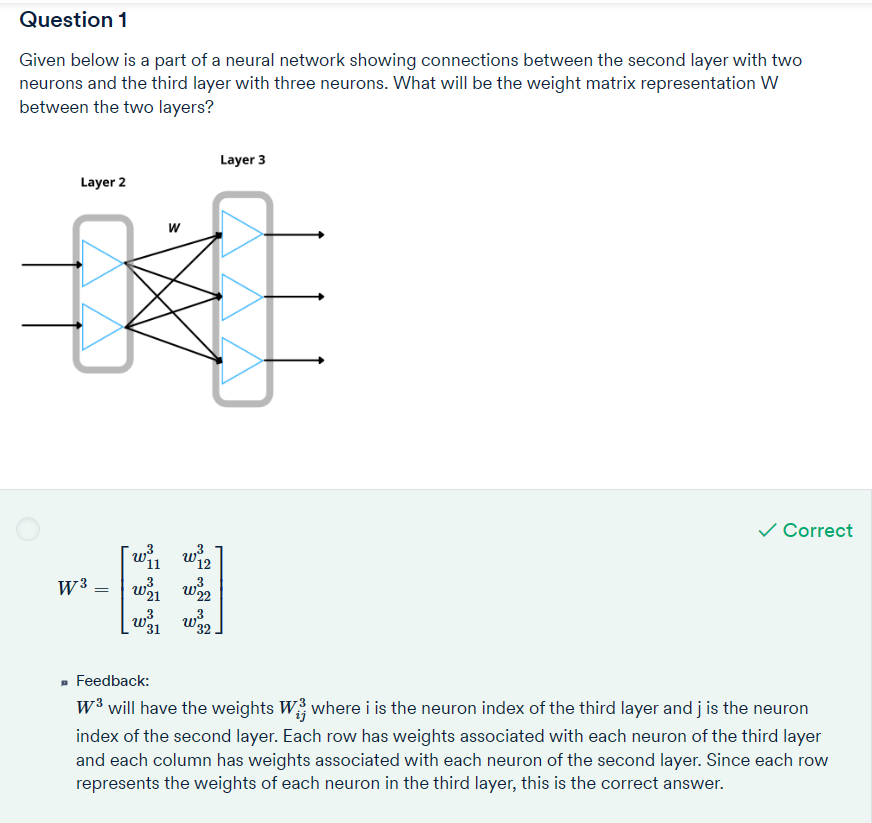 Question 1
Given below is a part of a neural network showing connections between the second layer with two
neurons and the third layer with three neurons. What will be the weight matrix representation W
between the two layers?
Layer 3
Layer 2
W
✓ Correct
W³ = [ w³₁₁ w³₁₂
w³₂₁ w³₂₂
w³₃₁ w³₃₂ ]
▪ Feedback:
W³ will have the weights W³ᵢⱼ where i is the neuron index of the third layer and j is the neuron
index of the second layer. Each row has weights associated with each neuron of the third layer
and each column has weights associated with each neuron of the second layer. Since each row
represents the weights of each neuron in the third layer, this is the correct answer.